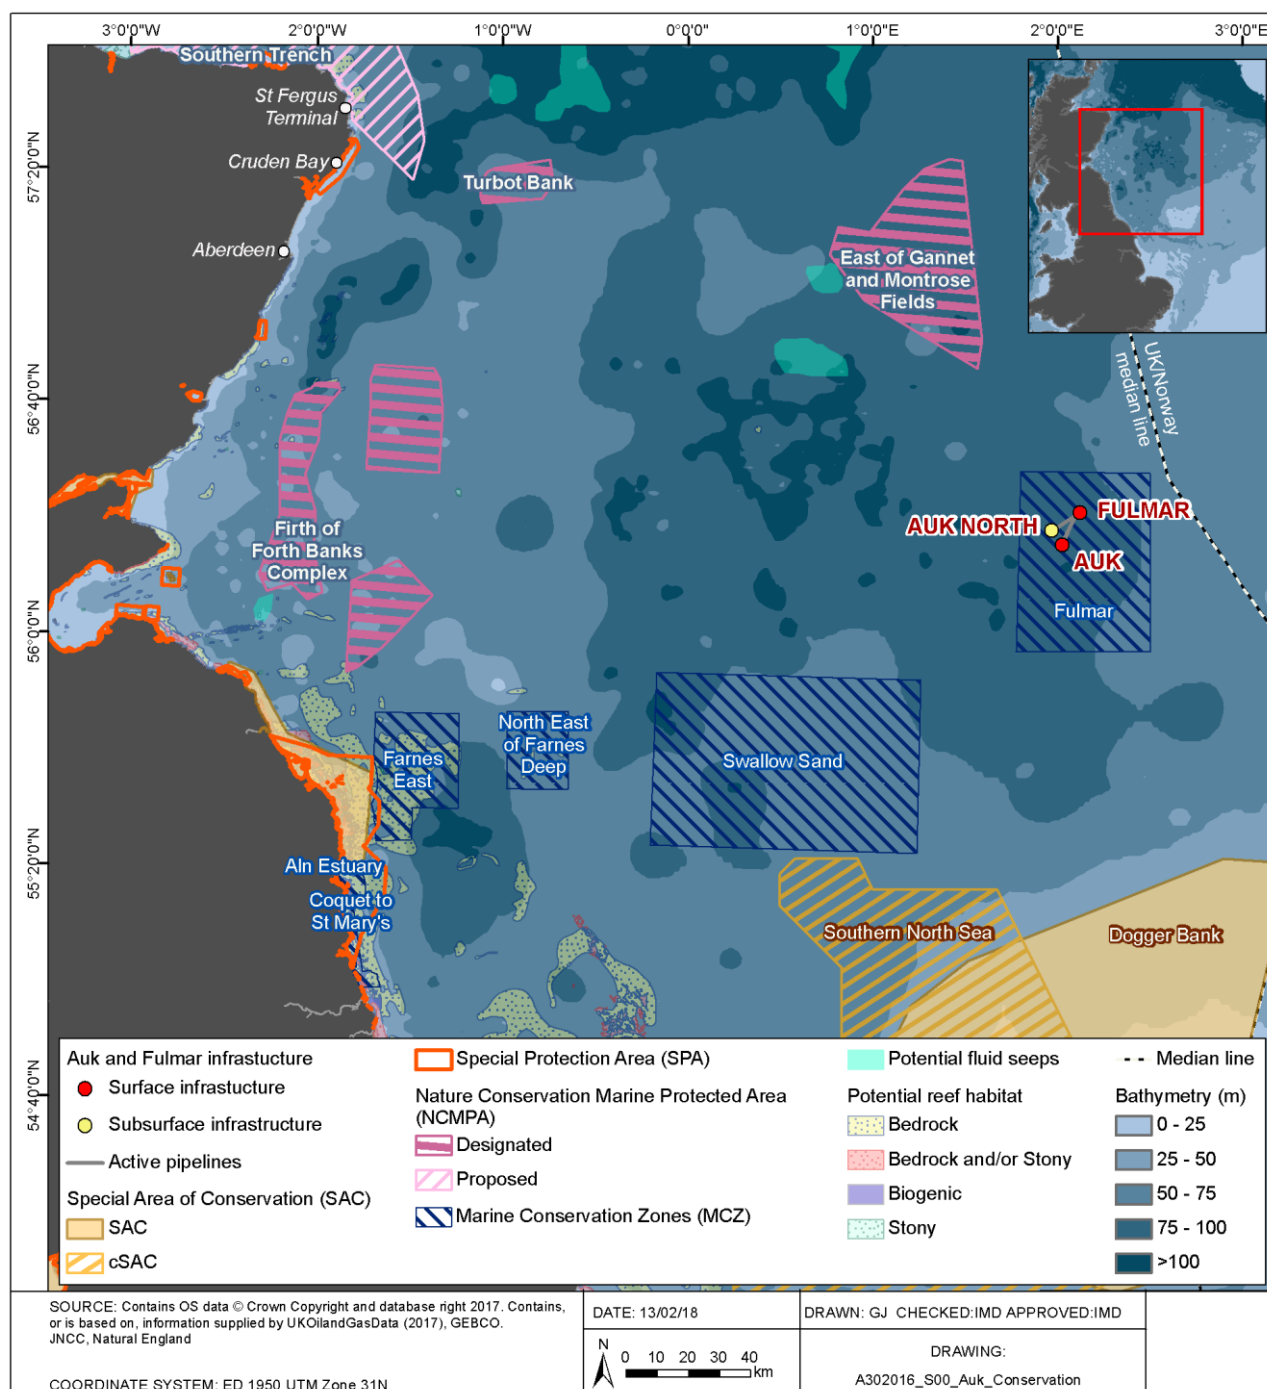 3°0'0"W
2°0'0"W
1°0'0"W
0°0'0"
1°0'0"E
2°0'0"E
3°0'0"E
57°20'0"N
56°40'0"N
56°0'0"N
55°20'0"N
54°40'0"N
Southern Trench
St Fergus
Terminal
Cruden Bay
Aberdeen
Turbot Bank
East of Gannet
and Montrose
Fields
UK/Norway
median line
Firth of
Forth Banks
Complex
AUK NORTH
FULMAR
AUK
Fulmar
North East
of Farnes
Deep
Farnes
East
Swallow Sand
Aln Estuary
Coquet to
St Mary's
Southern North Sea
Dogger Bank
Auk and Fulmar infrastucture
Surface infrastucture
Subsurface infrastructure
Active pipelines
Special Area of Conservation (SAC)
SAC
cSAC
Special Protection Area (SPA)
Nature Conservation Marine Protected Area
(NCMPA)
Designated
Proposed
Marine Conservation Zones (MCZ)
Potential fluid seeps
Potential reef habitat
Bedrock
Bedrock and/or Stony
Biogenic
Stony
Median line
Bathymetry (m)
0 - 25
25 - 50
50 - 75
75 - 100
>100
SOURCE: Contains OS data © Crown Copyright and database right 2017. Contains,
or is based on, information supplied by UKOilandGasData (2017), GEBCO.
JNCC, Natural England
COORDINATE SYSTEM: ED 1950 UTM Zone 31N
DATE: 13/02/18
N
0 10 20 30 40
km
DRAWN: GJ CHECKED:IMD APPROVED:IMD
DRAWING:
A302016_S00_Auk_Conservation